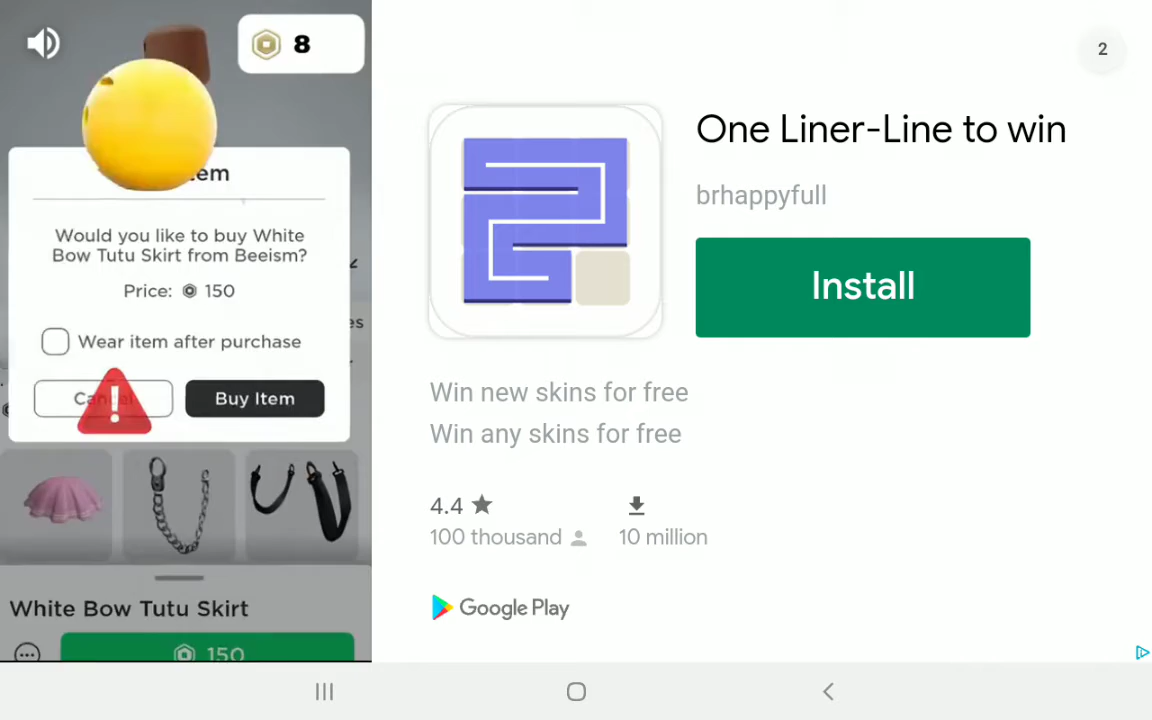 8
Would you like to buy White
Bow Tutu Skirt from Beeism?
Price: 150
Wear item after purchase
Buy Item
White Bow Tutu Skirt
150
2
One Liner-Line to win
brhappyfull
Install
Win new skins for free
Win any skins for free
4.4
100 thousand
10 million
Google Play